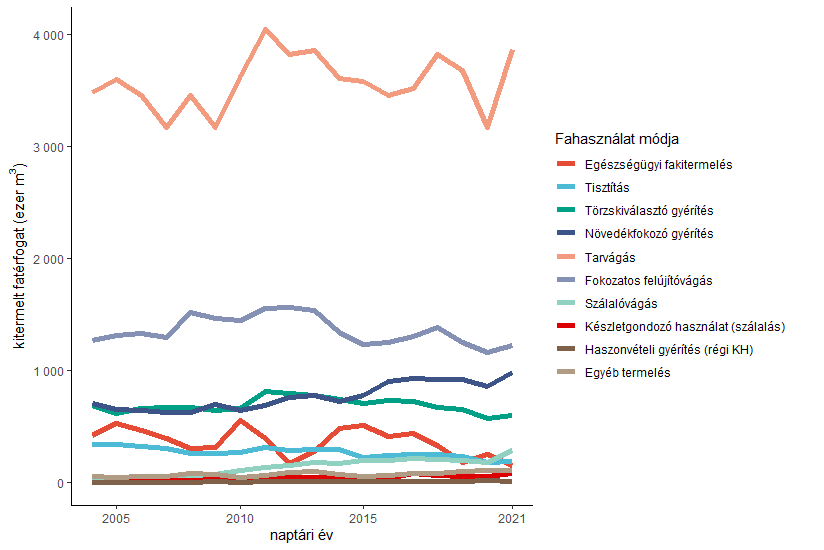 kitermelt fatérfogat (ezer m³)
4 000
3 000
2 000
1 000
0
2005
2010
2015
2021
naptári év
Fahasználat módja
Egészségügyi fakitermelés
Tisztítás
Törzskiválasztó gyérítés
Növedékfokozó gyérítés
Tarvágás
Fokozatos felújítóvágás
Szálalóvágás
Készletgondozó használat (szálalás)
Haszonvételi gyérítés (régi KH)
Egyéb termelés